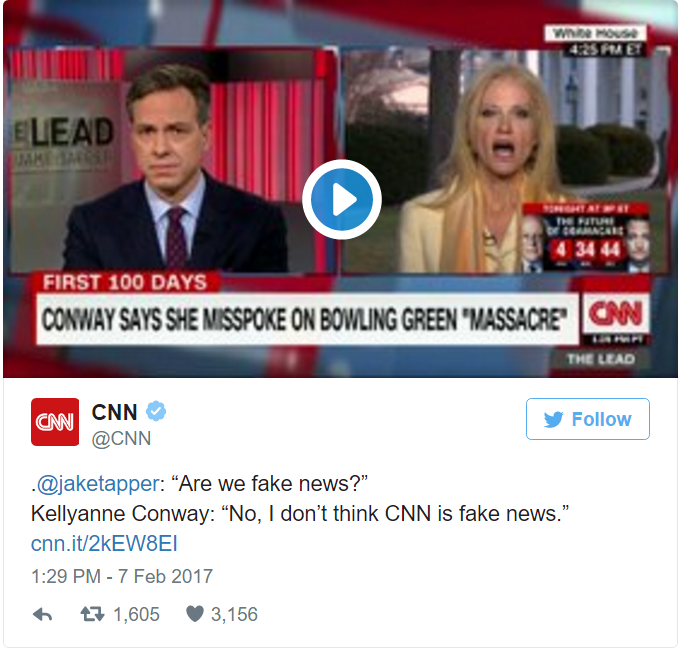 White House
4:25 PM ET
E LEAD
JAKE TAPPER
TONIGHT AT 9P ET
THE FUTURE
OF OBAMACARE
4 34 44
FIRST 100 DAYS
CONWAY SAYS SHE MISSPOKE ON BOWLING GREEN "MASSACRE"
CNN
THE LEAD
CNN
CNN
@CNN
Follow
.@jaketapper: “Are we fake news?”
Kellyanne Conway: “No, I don’t think CNN is fake news.”
cnn.it/2kEW8EI
1:29 PM - 7 Feb 2017
1,605
3,156